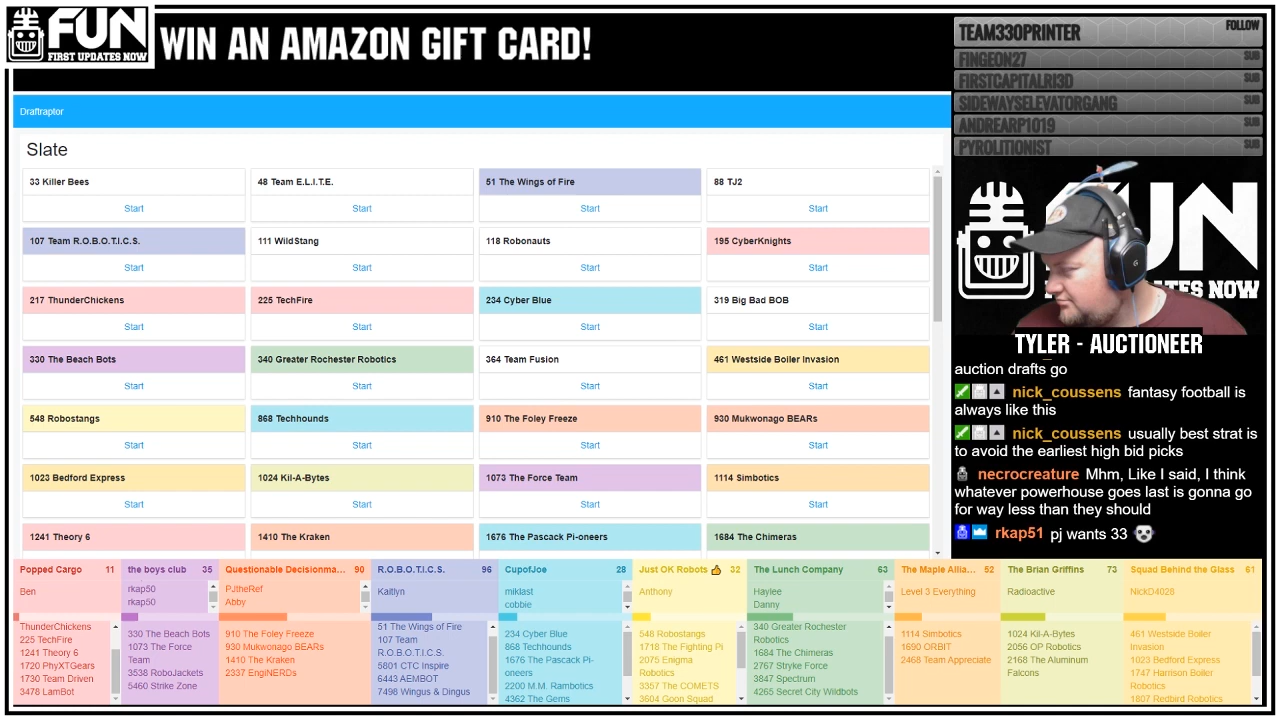 FUN
FIRST UPDATES NOW
WIN AN AMAZON GIFT CARD!
TEAM330PRINTER FOLLOW
FINGEON27 SUB
FIRSTCAPITALRI3D SUB
SIDEWAYSELEVATORGANG SUB
ANDREARP1019 SUB
PYROLITIONIST SUB
Draftraptor
Slate
33 Killer Bees
Start
48 Team E.L.I.T.E.
Start
51 The Wings of Fire
Start
88 TJ2
Start
107 Team R.O.B.O.T.I.C.S.
Start
111 WildStang
Start
118 Robonauts
Start
195 CyberKnights
Start
217 ThunderChickens
Start
225 TechFire
Start
234 Cyber Blue
Start
319 Big Bad BOB
Start
330 The Beach Bots
Start
340 Greater Rochester Robotics
Start
364 Team Fusion
Start
461 Westside Boiler Invasion
Start
548 Robostangs
Start
868 Techhounds
Start
910 The Foley Freeze
Start
930 Mukwonago BEARs
Start
1023 Bedford Express
Start
1024 Kil-A-Bytes
Start
1073 The Force Team
Start
1114 Simbotics
Start
1241 Theory 6
1410 The Kraken
1676 The Pascack Pi-oneers
1684 The Chimeras
FUN
UPDATES NOW
TYLER - AUCTIONEER
auction drafts go
nick_coussens fantasy football is
always like this
nick_coussens usually best strat is
to avoid the earliest high bid picks
necrocreature Mhm, Like I said, I think
whatever powerhouse goes last is gonna go
for way less than they should
rkap51 pj wants 33
Popped Cargo 11
Ben
ThunderChickens
225 TechFire
1241 Theory 6
1720 PhyXTGears
1730 Team Driven
3478 LamBot
the boys club 35
rkap50
rkap50
330 The Beach Bots
1073 The Force
Team
3538 RoboJackets
5460 Strike Zone
Questionable Decisionma... 90
PJtheRef
Abby
910 The Foley Freeze
930 Mukwonago BEARs
1410 The Kraken
2337 EngiNERDs
R.O.B.O.T.I.C.S. 96
Kaitlyn
51 The Wings of Fire
107 Team
R.O.B.O.T.I.C.S.
5801 CTC Inspire
6443 AEMBOT
7498 Wingus & Dingus
CupofJoe 28
miklast
cobbie
234 Cyber Blue
868 Techhounds
1676 The Pascack Pi-
oneers
2200 M.M. Rambotics
4362 The Gems
Just OK Robots 👍 32
Anthony
548 Robostangs
1718 The Fighting Pi
2075 Enigma
Robotics
3357 The COMETS
3604 Goon Squad
The Lunch Company 63
Haylee
Danny
340 Greater Rochester
Robotics
1684 The Chimeras
2767 Stryke Force
3847 Spectrum
4265 Secret City Wildbots
The Maple Allia... 52
Level 3 Everything
1114 Simbotics
1690 ORBIT
2468 Team Appreciate
The Brian Griffins 73
Radioactive
1024 Kil-A-Bytes
2056 OP Robotics
2168 The Aluminum
Falcons
Squad Behind the Glass 61
NickD4028
461 Westside Boiler
Invasion
1023 Bedford Express
1747 Harrison Boiler
Robotics
1807 Redbird Robotics